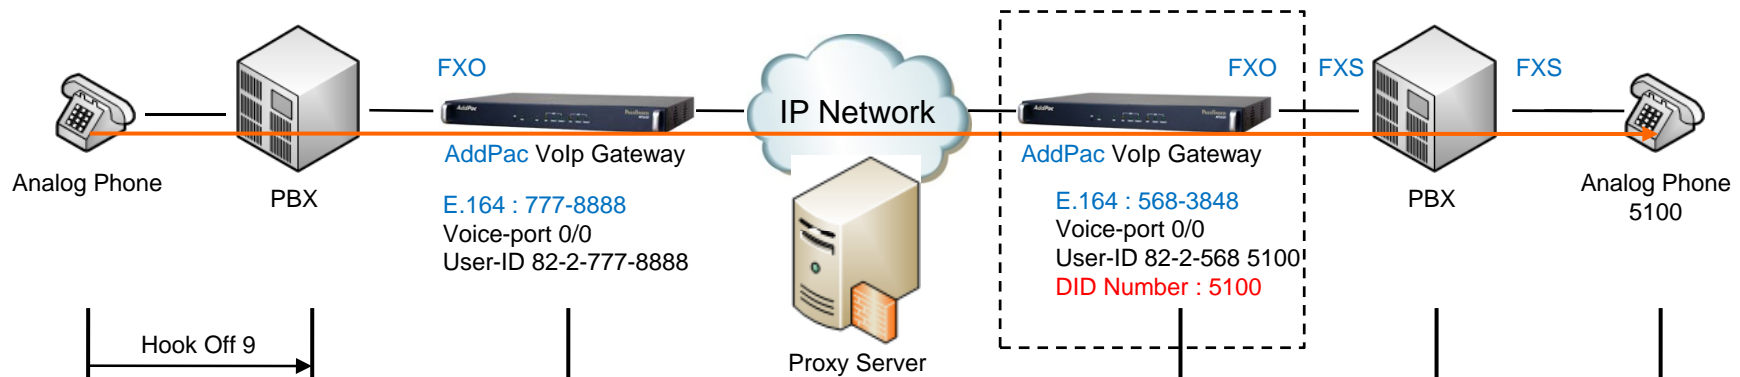 FXO
FXO
FXS
FXS
AddPac
IP Network
AddPac
AddPac VoIp Gateway
AddPac VoIp Gateway
Analog Phone
PBX
E.164 : 777-8888
Voice-port 0/0
User-ID 82-2-777-8888
E.164 : 568-3848
Voice-port 0/0
User-ID 82-2-568 5100
DID Number : 5100
PBX
Analog Phone
5100
Hook Off 9
Proxy Server